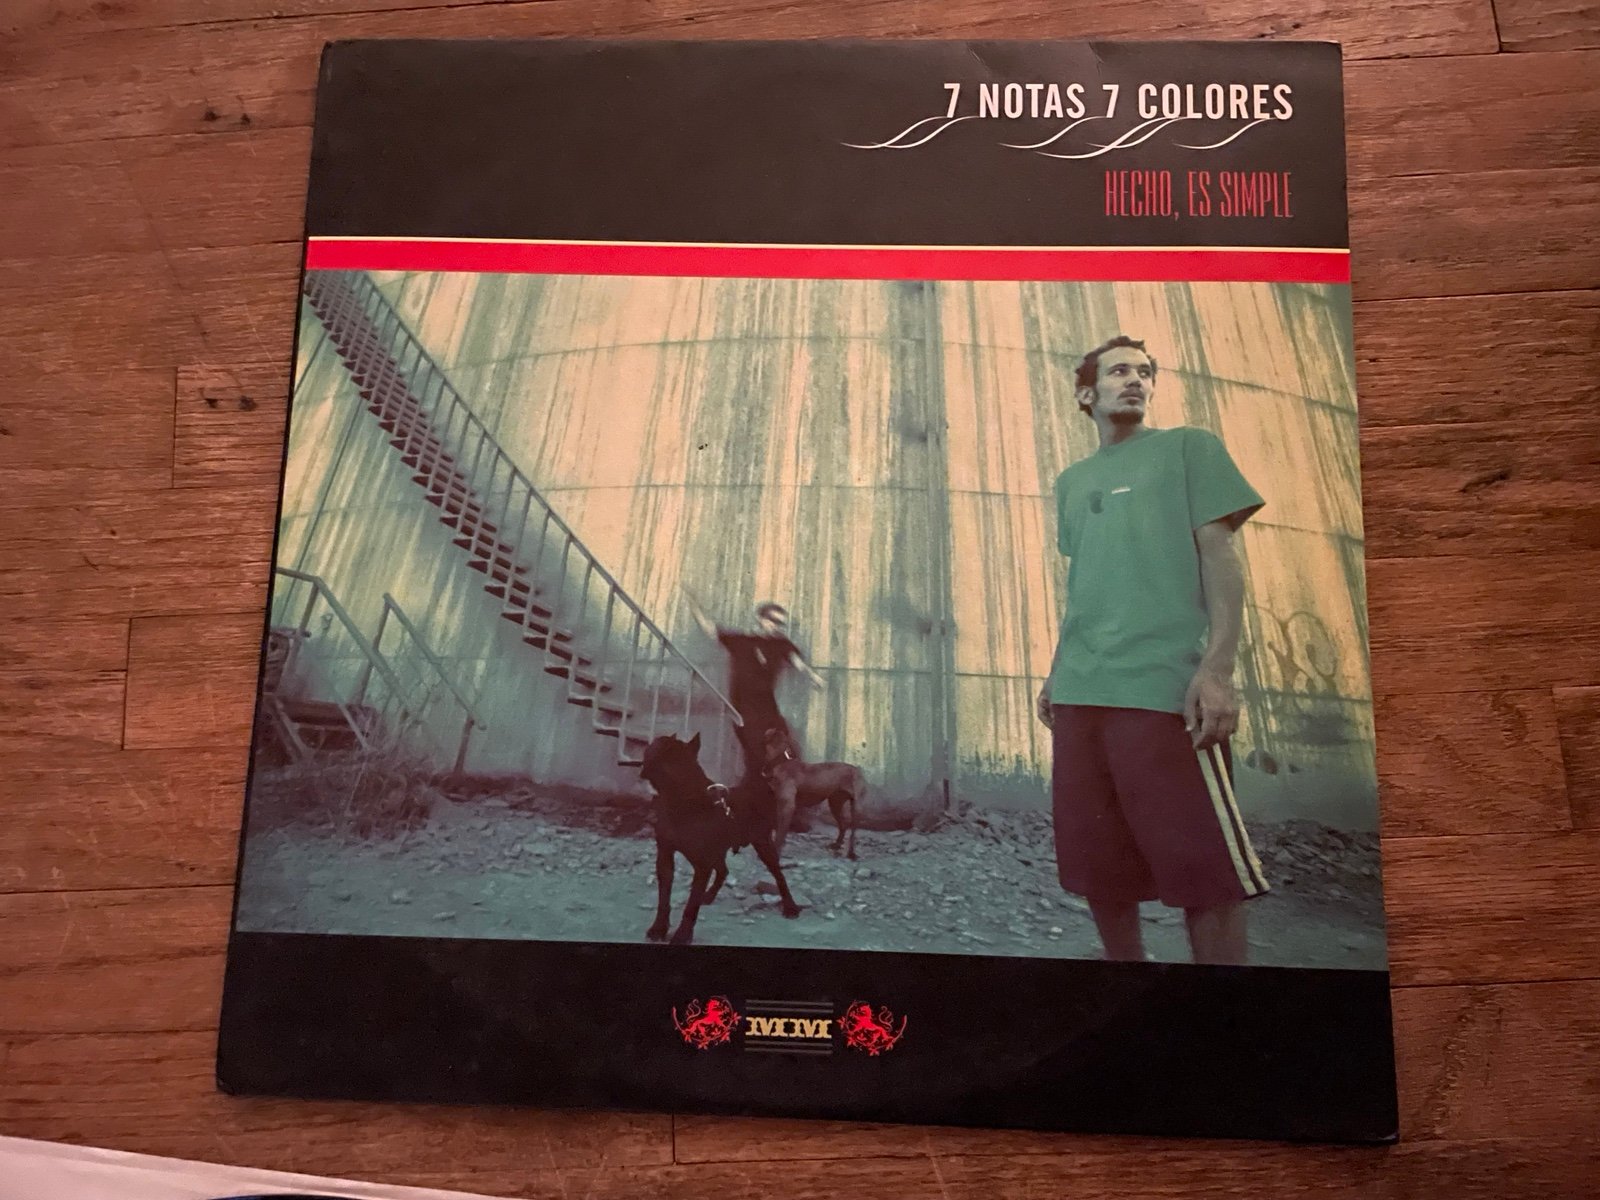 7 NOTAS 7 COLORES
HECHO, ES SIMPLE